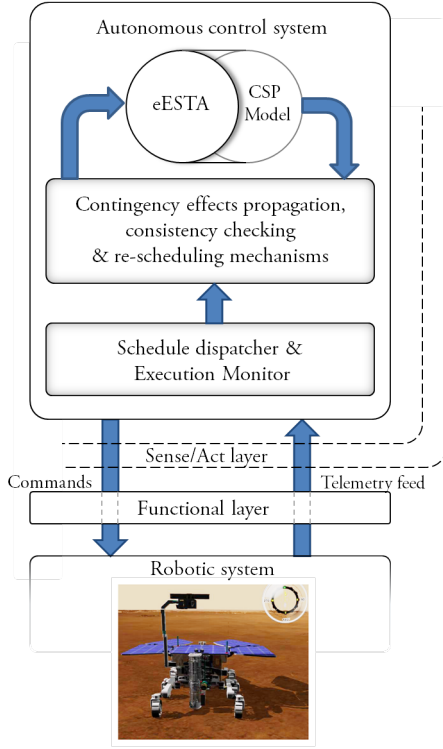 Autonomous control system
eESTA
CSP
Model
Contingency effects propagation,
consistency checking
& re-scheduling mechanisms
Schedule dispatcher &
Execution Monitor
Sense/Act layer
Commands
Telemetry feed
Functional layer
Robotic system